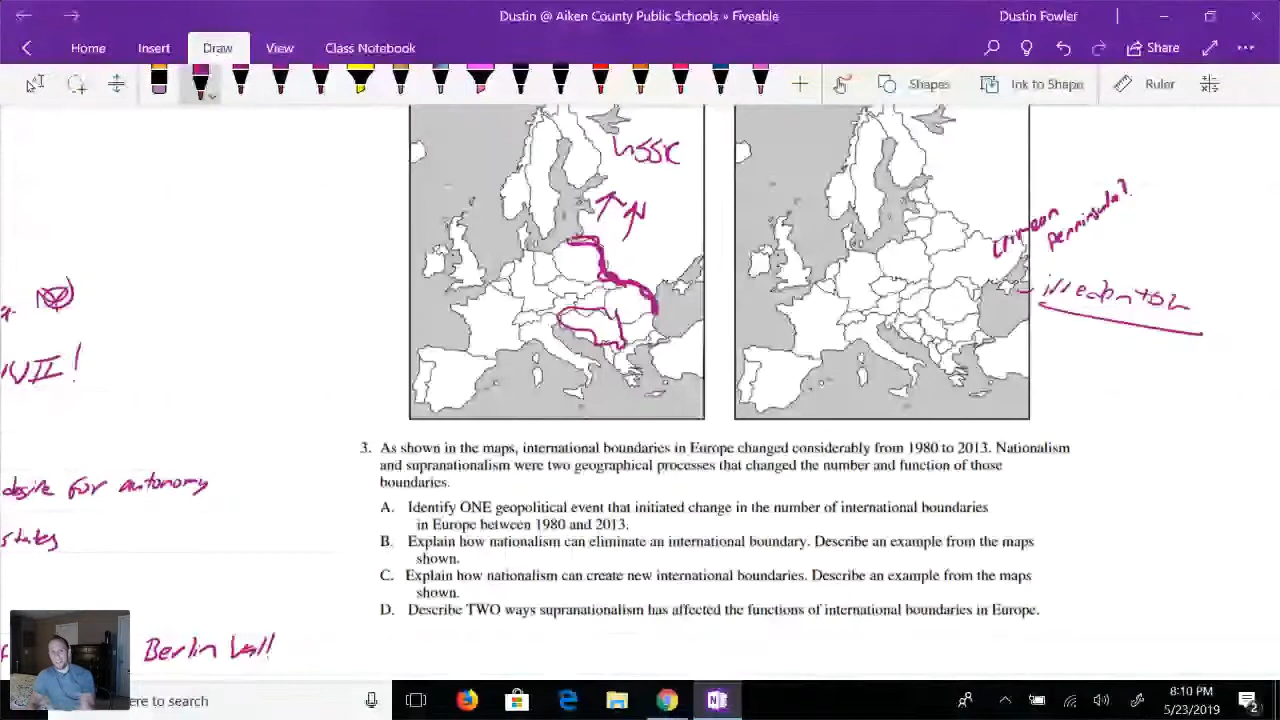 Dustin @ Aiken County Public Schools » Fiveable
Dustin Fowler
Home Insert Draw View Class Notebook
Share
Shapes
Ink to Shape
Ruler
USSR
Crimean
Penninsula?
WWII!
desire for autonomy
states
3. As shown in the maps, international boundaries in Europe changed considerably from 1980 to 2013. Nationalism
and supranationalism were two geographical processes that changed the number and function of those
boundaries.
A. Identify ONE geopolitical event that initiated change in the number of international boundaries
in Europe between 1980 and 2013.
B. Explain how nationalism can eliminate an international boundary. Describe an example from the maps
shown.
C. Explain how nationalism can create new international boundaries. Describe an example from the maps
shown.
D. Describe TWO ways supranationalism has affected the functions of international boundaries in Europe.
Berlin Wall
ere to search
8:10 PM
5/23/2019
2